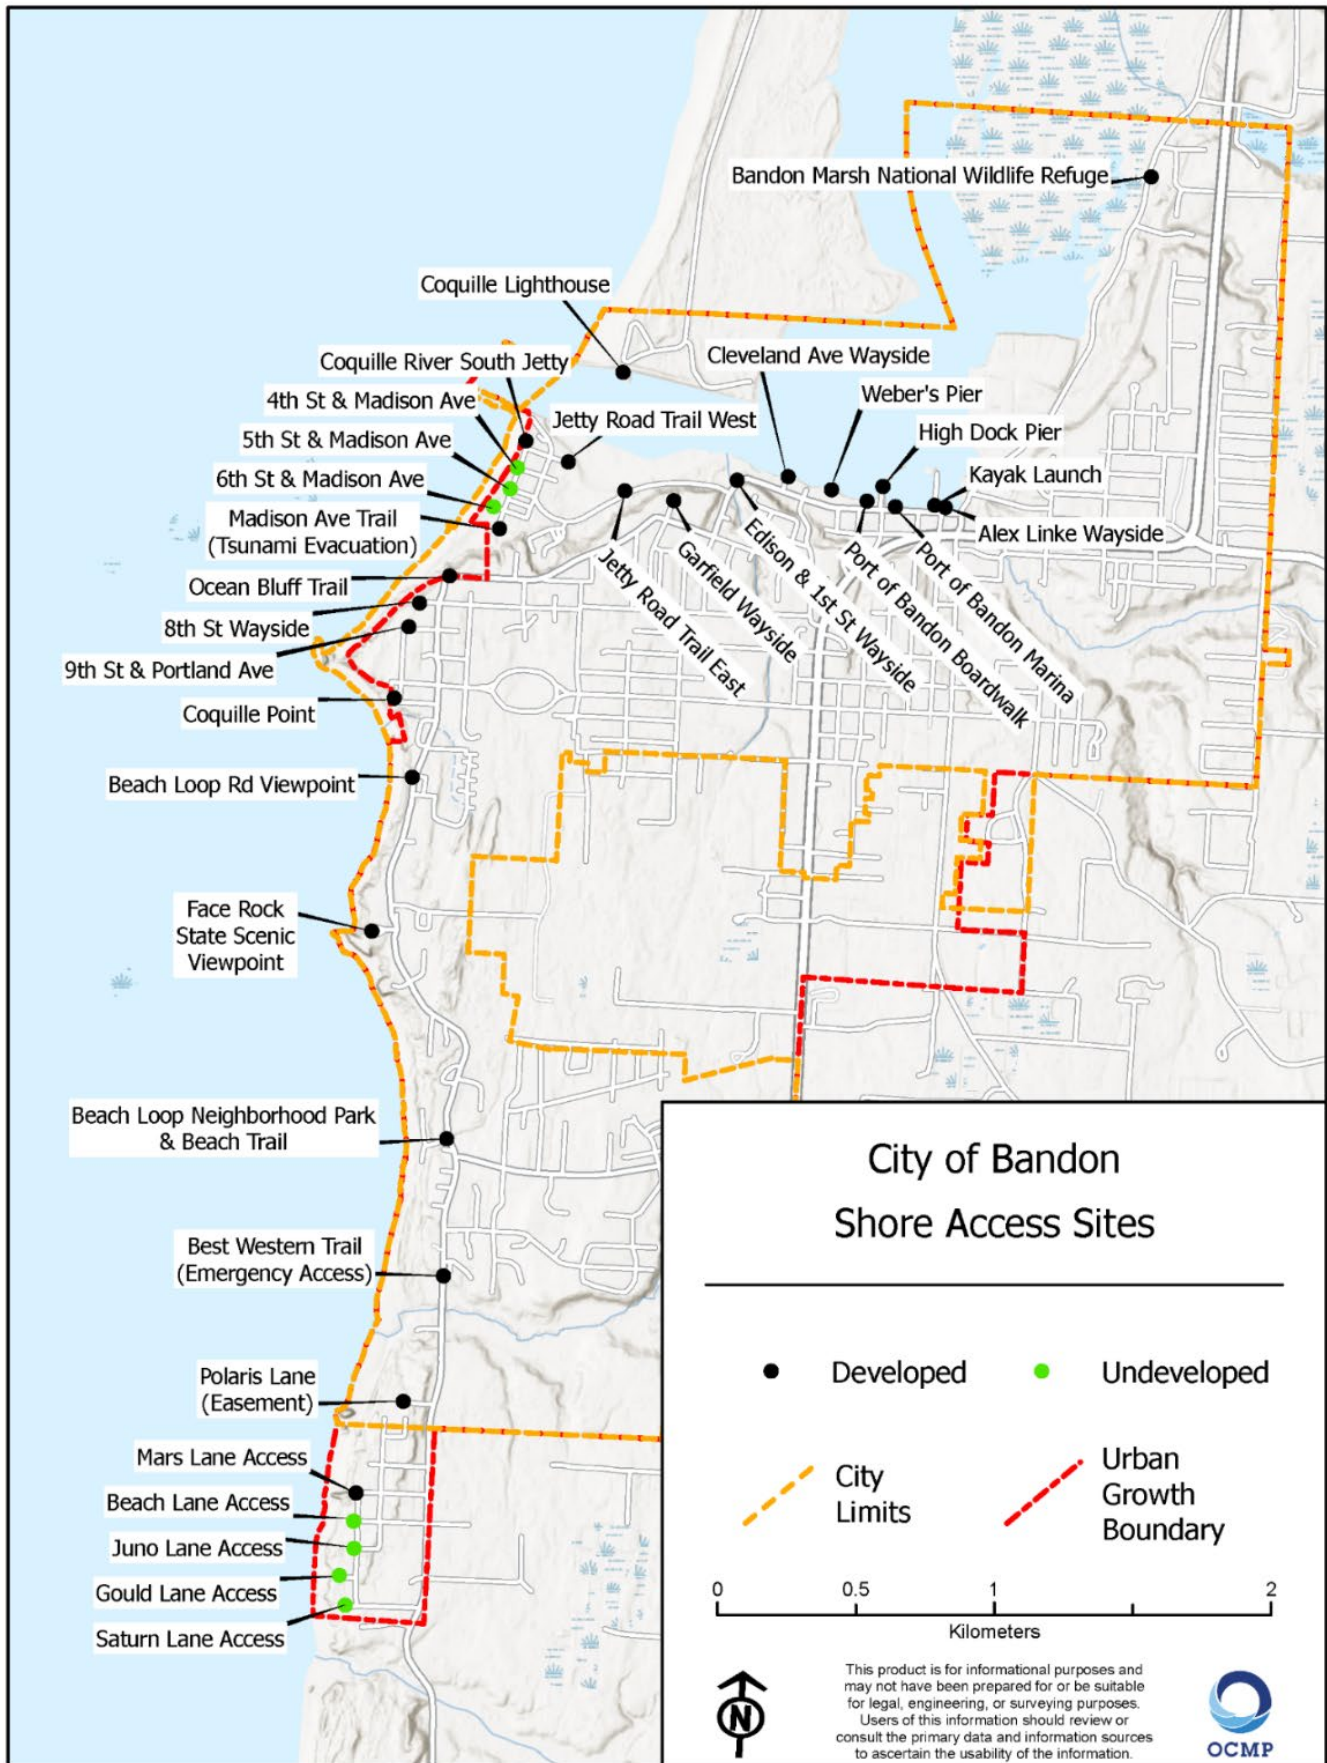 Bandon Marsh National Wildlife Refuge
Coquille Lighthouse
Coquille River South Jetty
Cleveland Ave Wayside
4th St & Madison Ave
Weber's Pier
Jetty Road Trail West
5th St & Madison Ave
High Dock Pier
6th St & Madison Ave
Kayak Launch
Madison Ave Trail
(Tsunami Evacuation)
Alex Linke Wayside
Jetty Road Trail East
Garfield Wayside
Edison & 1st St Wayside
Port of Bandon Boardwalk
Port of Bandon Marina
Ocean Bluff Trail
8th St Wayside
9th St & Portland Ave
Coquille Point
Beach Loop Rd Viewpoint
Face Rock
State Scenic
Viewpoint
Beach Loop Neighborhood Park
& Beach Trail
Best Western Trail
(Emergency Access)
Polaris Lane
(Easement)
Mars Lane Access
Beach Lane Access
Juno Lane Access
Gould Lane Access
Saturn Lane Access
City of Bandon
Shore Access Sites
Developed
Undeveloped
City
Limits
Urban
Growth
Boundary
0 0.5 1 2
Kilometers
N
This product is for informational purposes and
may not have been prepared for or be suitable
for legal, engineering, or surveying purposes.
Users of this information should review or
consult the primary data and information sources
to ascertain the usability of the information.
OCMP